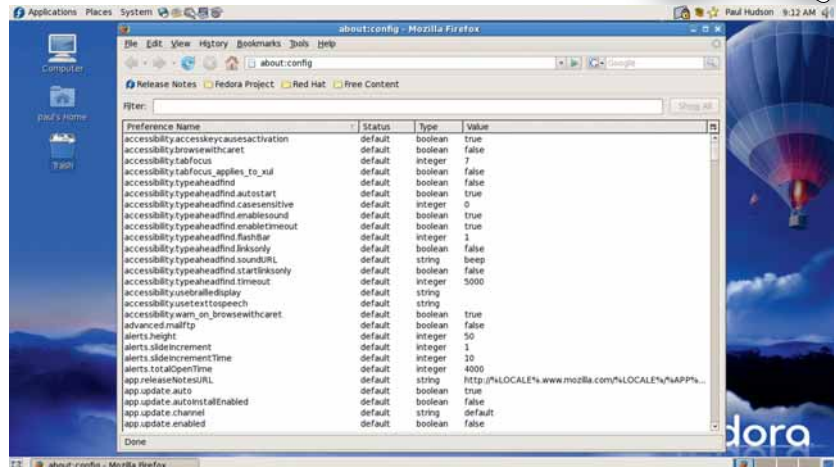 Applications Places System Paul Hudson 9:12 AM
about:config - Mozilla Firefox
File Edit View History Bookmarks Tools Help
about:config Google
Release Notes Fedora Project Red Hat Free Content
Filter: Show All
Preference Name Status Type Value
accessibility.accesskeycausesactivation default boolean true
accessibility.browsewithcaret default boolean false
accessibility.tabfocus default integer 7
accessibility.tabfocus_applies_to_xul default boolean false
accessibility.typeaheadfind default boolean false
accessibility.typeaheadfind.autostart default boolean true
accessibility.typeaheadfind.casesensitive default integer 0
accessibility.typeaheadfind.enablesound default boolean true
accessibility.typeaheadfind.enabletimeout default boolean true
accessibility.typeaheadfind.flashBar default integer 1
accessibility.typeaheadfind.linksonly default boolean false
accessibility.typeaheadfind.soundURL default string beep
accessibility.typeaheadfind.startlinksonly default boolean false
accessibility.typeaheadfind.timeout default integer 5000
accessibility.usebrailledisplay default string
accessibility.usetexttospeech default string
accessibility.warn_on_browsewithcaret default boolean true
advanced.mailftp default boolean false
alerts.height default integer 50
alerts.slideIncrement default integer 1
alerts.slideIncrementTime default integer 10
alerts.totalOpenTime default integer 4000
app.releaseNotesURL default string http://%LOCALE%.www.mozilla.com/%LOCALE%/%APP%...
app.update.auto default boolean true
app.update.autoInstallEnabled default boolean false
app.update.channel default string default
app.update.enabled default boolean false
Done
Computer
paul's Home
Trash
dora
about:config - Mozilla Firefox